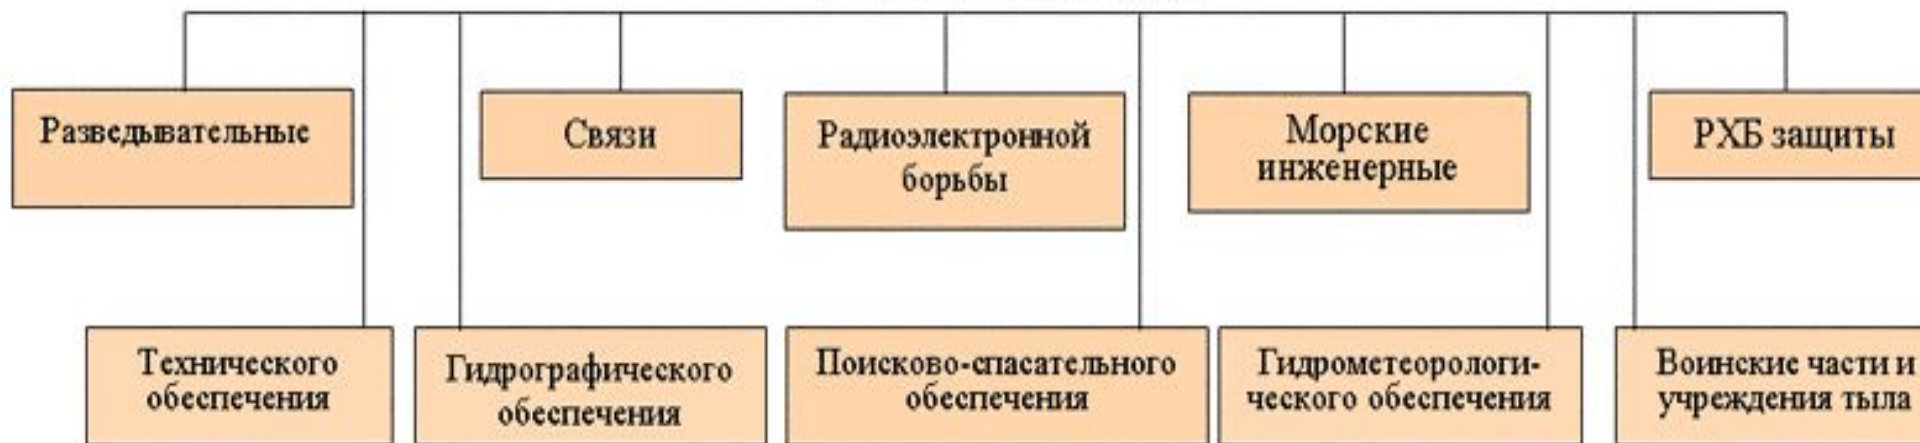 Разведывательные
Связи
Радиоэлектронной
борьбы
Морские
инженерные
РХБ защиты
Технического
обеспечения
Гидрографического
обеспечения
Поисково-спасательного
обеспечения
Гидрометеорологи-
ческого обеспечения
Воинские части и
учреждения тыла